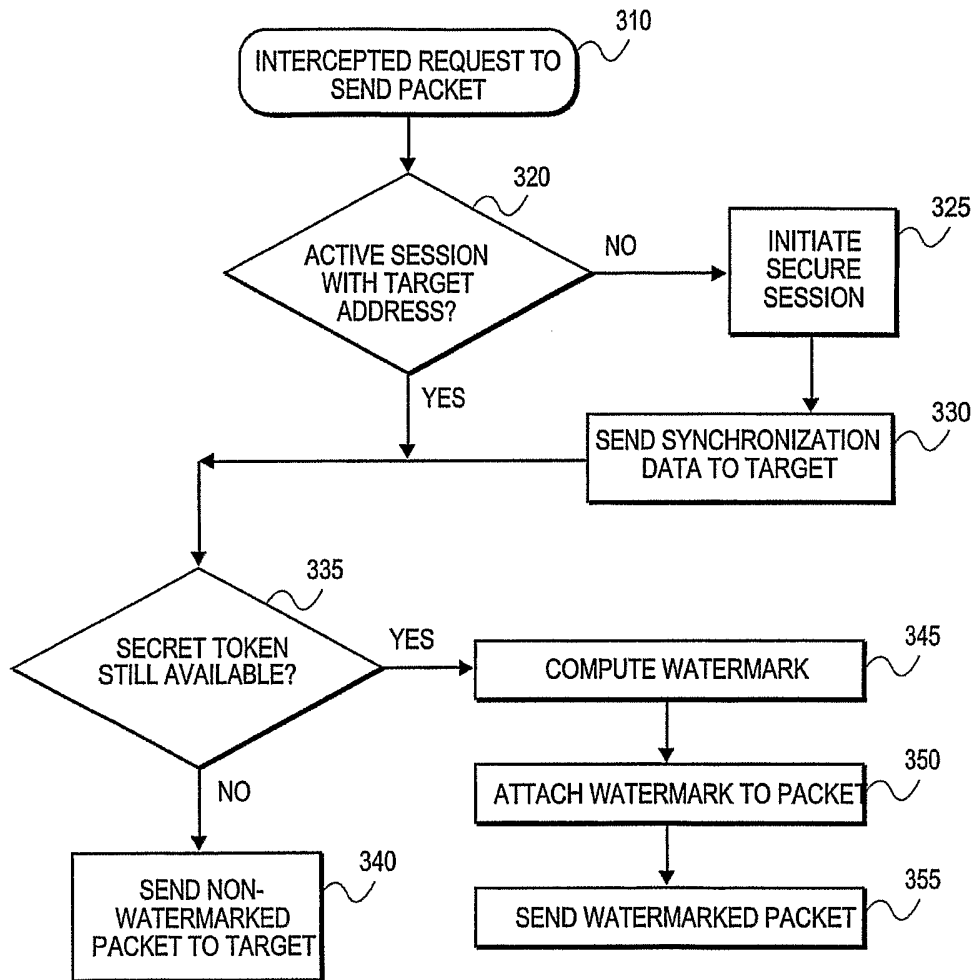 310
INTERCEPTED REQUEST TO
SEND PACKET
320
ACTIVE SESSION
WITH TARGET
ADDRESS?
NO
325
INITIATE
SECURE
SESSION
YES
330
SEND SYNCHRONIZATION
DATA TO TARGET
335
SECRET TOKEN
STILL AVAILABLE?
YES
345
COMPUTE WATERMARK
350
ATTACH WATERMARK TO PACKET
NO
340
SEND NON-
WATERMARKED
PACKET TO TARGET
355
SEND WATERMARKED PACKET